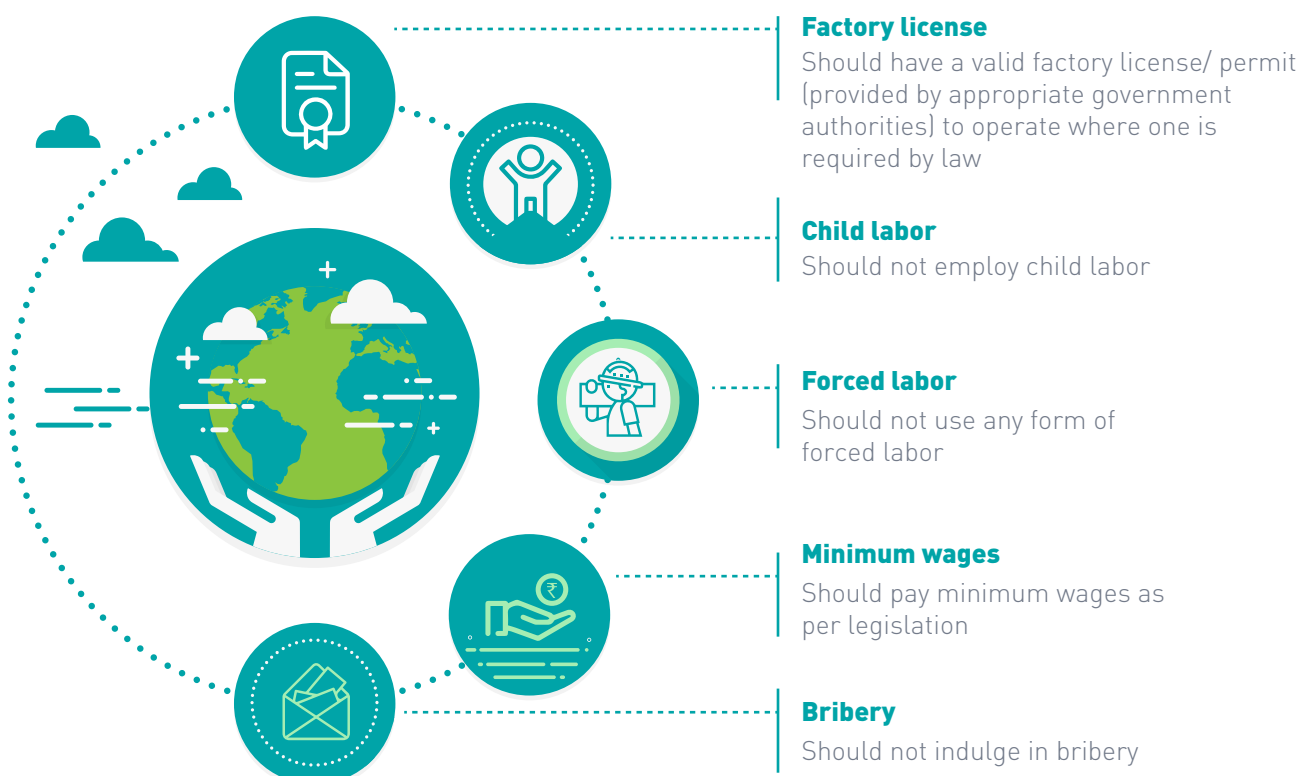 Factory license
Should have a valid factory license/ permit
(provided by appropriate government
authorities) to operate where one is
required by law
Child labor
Should not employ child labor
Forced labor
Should not use any form of
forced labor
₹
Minimum wages
Should pay minimum wages as
per legislation
Bribery
Should not indulge in bribery